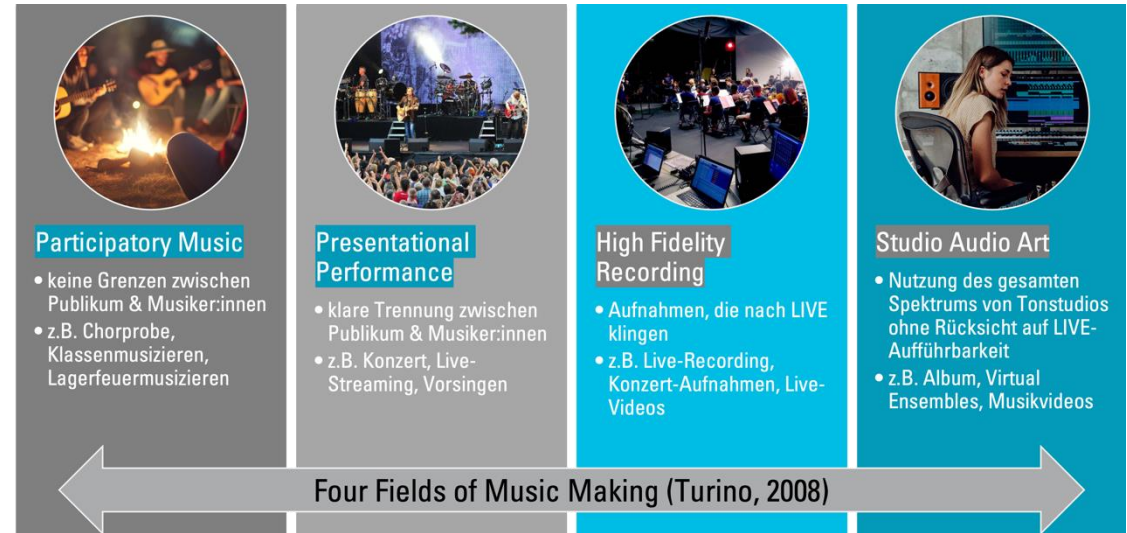 Participatory Music
• keine Grenzen zwischen
Publikum & Musiker:innen
• z.B. Chorprobe,
Klassenmusizieren,
Lagerfeuermusizieren
Presentational
Performance
• klare Trennung zwischen
Publikum & Musiker:innen
• z.B. Konzert, Live-
Streaming, Vorsingen
High Fidelity
Recording
• Aufnahmen, die nach LIVE
klingen
• z.B. Live-Recording,
Konzert-Aufnahmen, Live-
Videos
Studio Audio Art
• Nutzung des gesamten
Spektrums von Tonstudios
ohne Rücksicht auf LIVE-
Aufführbarkeit
• z.B. Album, Virtual
Ensembles, Musikvideos
Four Fields of Music Making (Turino, 2008)